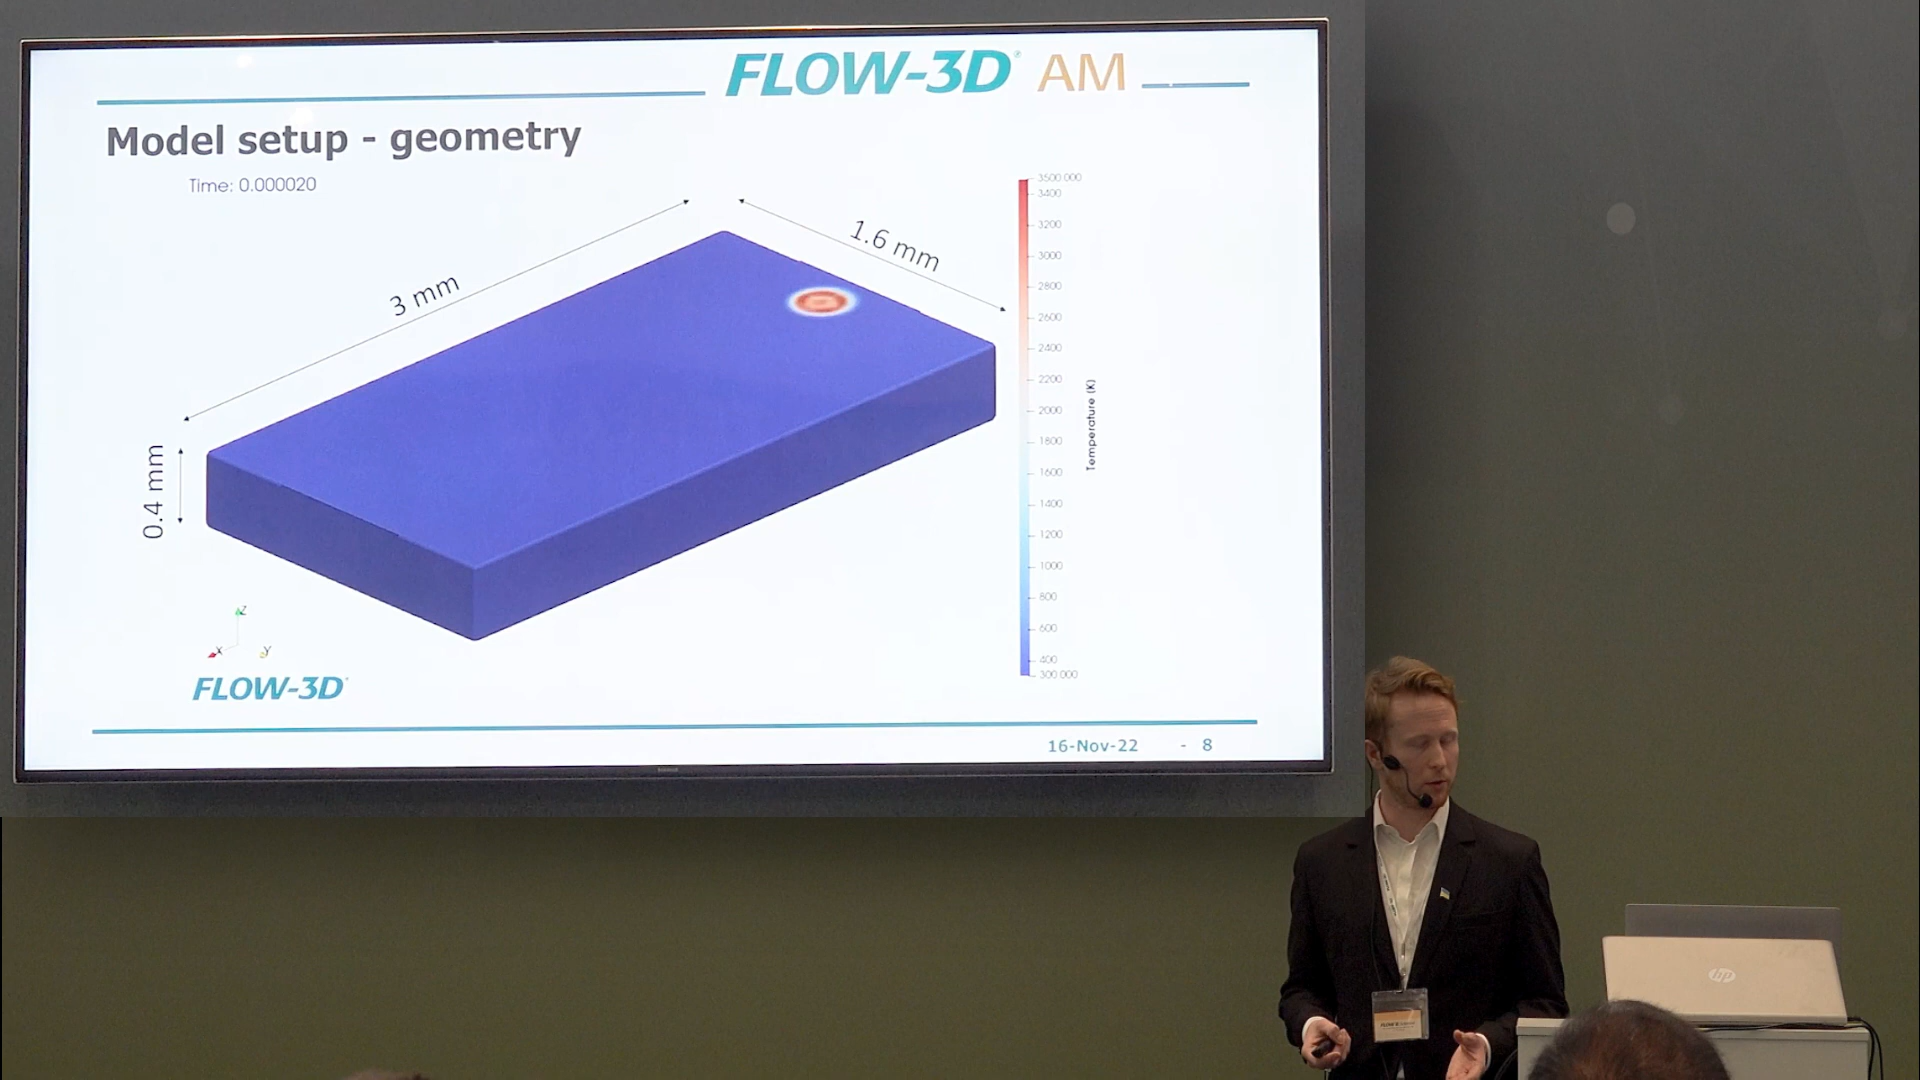 FLOW-3D® AM
Model setup - geometry
Time: 0.000020
3 mm
1.6 mm
0.4 mm
3500.000
3400
3200
3000
2800
2600
2400
2200
2000
1800
1600
1400
1200
1000
800
600
400
300.000
Temperature (K)
Z
X
Y
FLOW-3D®
16-Nov-22 - 8
hp